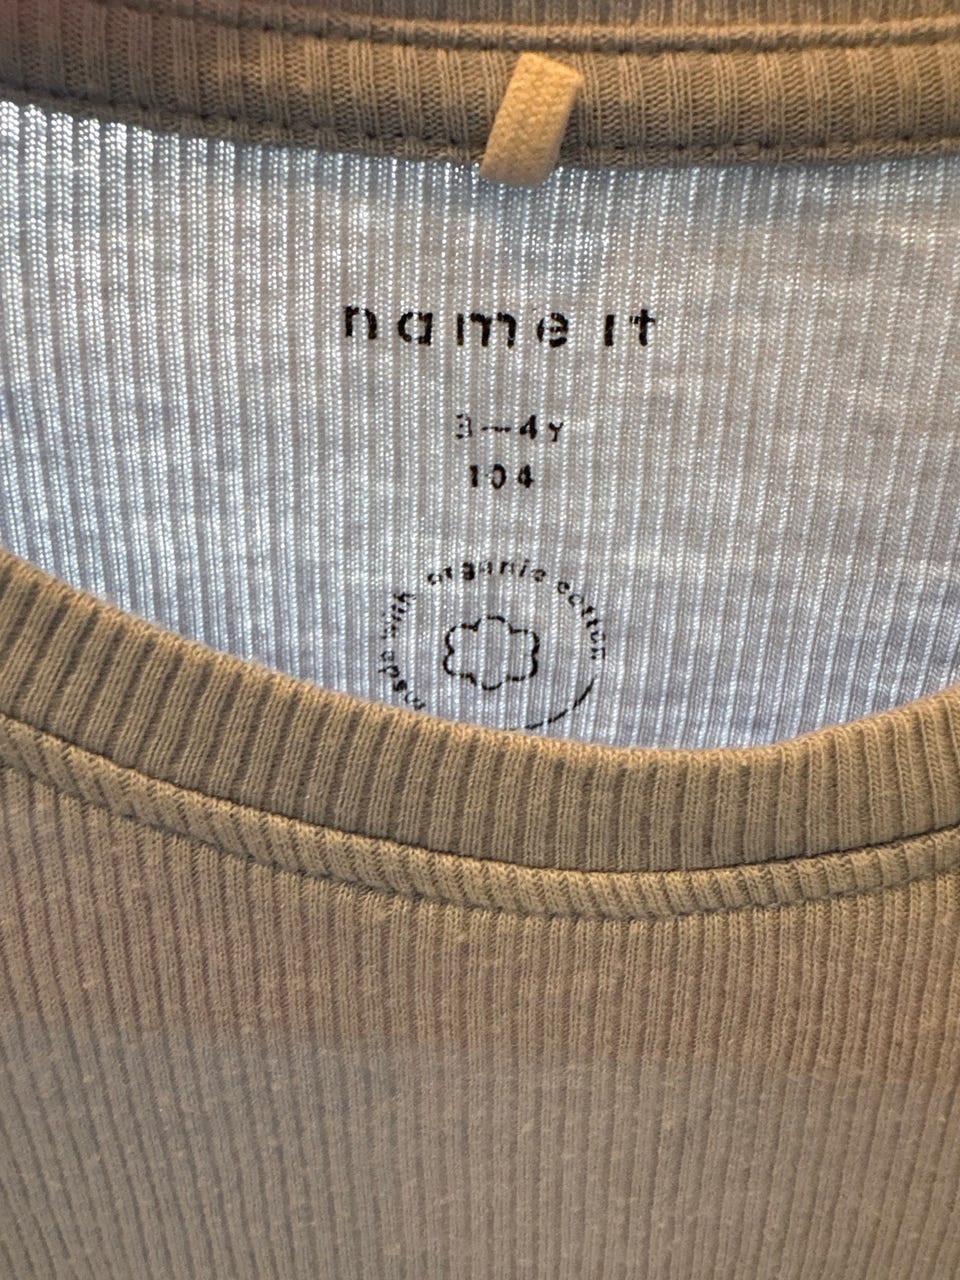 name it
3-4y
104
made with organic cotton